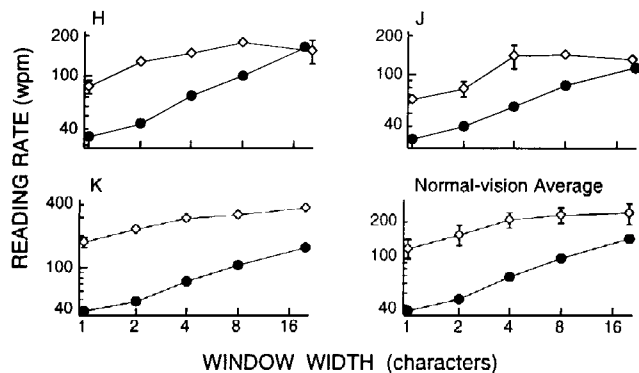 H
J
200
100
40
200
100
40
READING RATE (wpm)
K
Normal-vision Average
400
100
40
200
100
40
1 2 4 8 16
1 2 4 8 16
WINDOW WIDTH (characters)